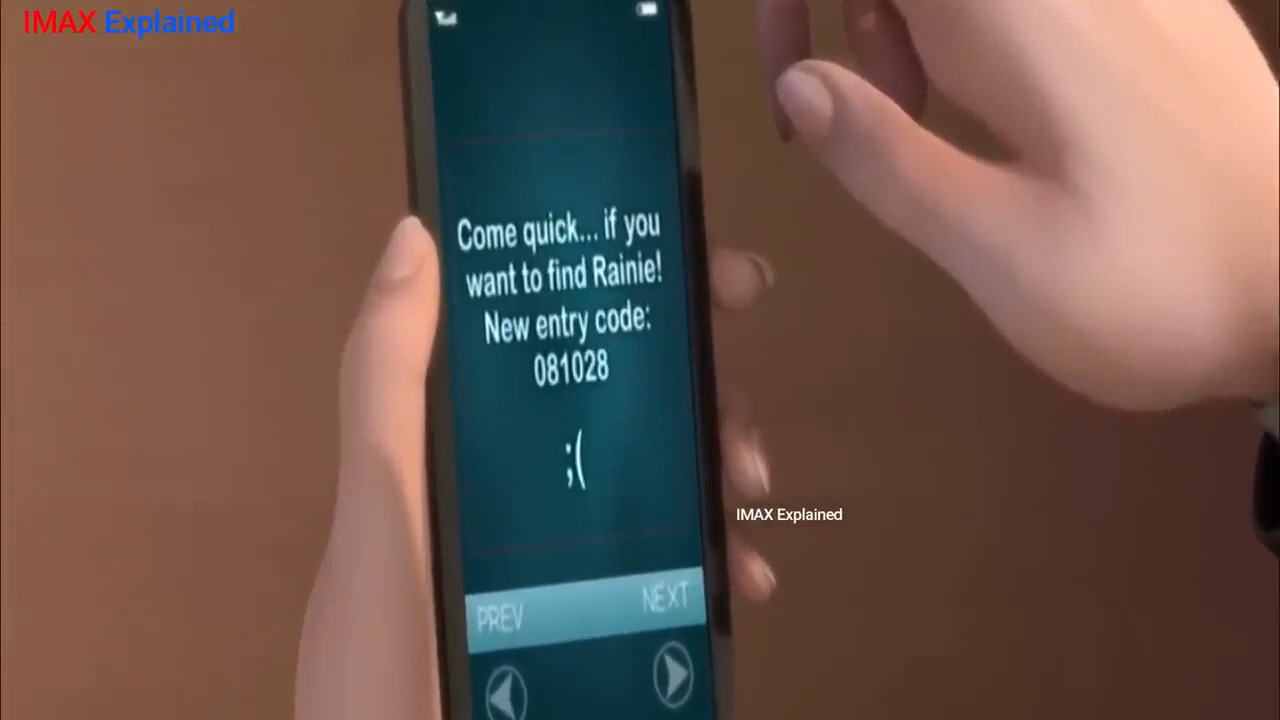 IMAX Explained
Come quick... if you
want to find Rainie!
New entry code:
081028
;(
IMAX Explained
PREV
NEXT